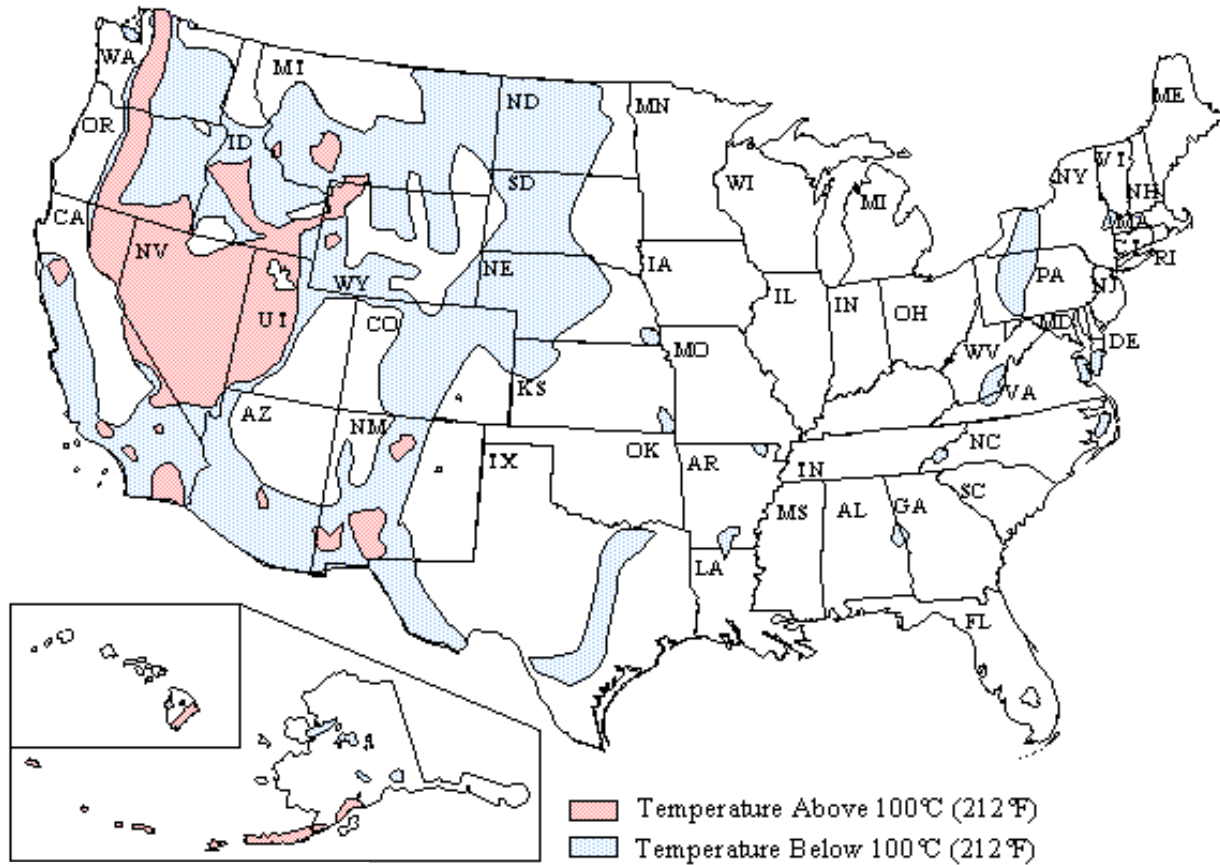 WA
MI
ND
MN
ME
OR
ID
VI
NY
NH
SD
WI
MI
MA
CA
NV
IA
RI
NE
PA
NJ
WY
IL
IN
OH
UI
CO
MD
DE
MO
WV
KS
VA
AZ
NM
NC
OK
AR
IX
IN
SC
MS
AL
GA
LA
FL
Temperature Above 100°C (212°F)
Temperature Below 100°C (212°F)